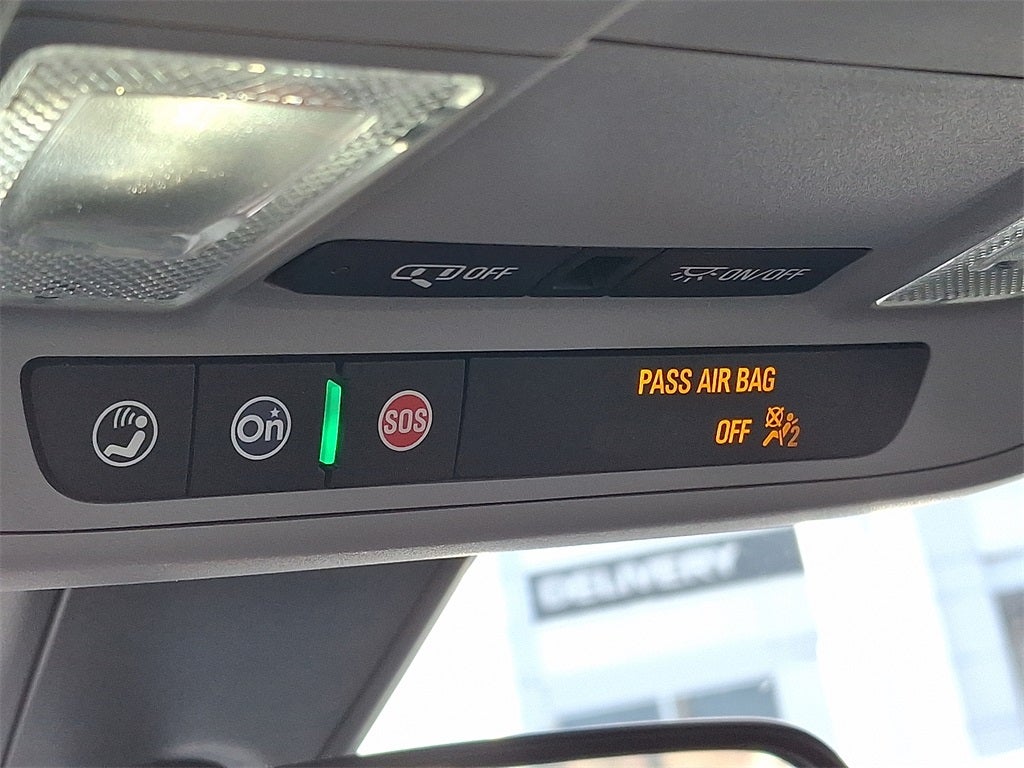 OFF
ON/OFF
On
SOS
PASS AIR BAG
OFF 2
DELIVERY